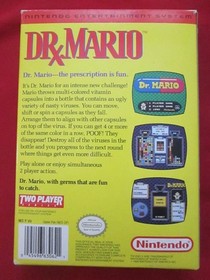 NINTENDO ENTERTAINMENT SYSTEM
DR.MARIO
Dr. Mario—the prescription is fun.
It's Dr. Mario for an intense new challenge!
Mario throws multi-colored vitamin
capsules into a bottle that contains an ugly
variety of nasty viruses. You can move,
shift or spin a capsule as they fall.
Arrange them to align with other capsules
on top of the virus. If you can get 4 or more
of the same color in a row, POOF! They
disappear! Destroy all of the viruses in the
bottle and you progress to the next round
where things get even more difficult.
Play alone or enjoy simultaneous
2 player action.
Dr. Mario, with germs that are fun
to catch.
TWO PLAYER
Dr. MARIO
Nintendo